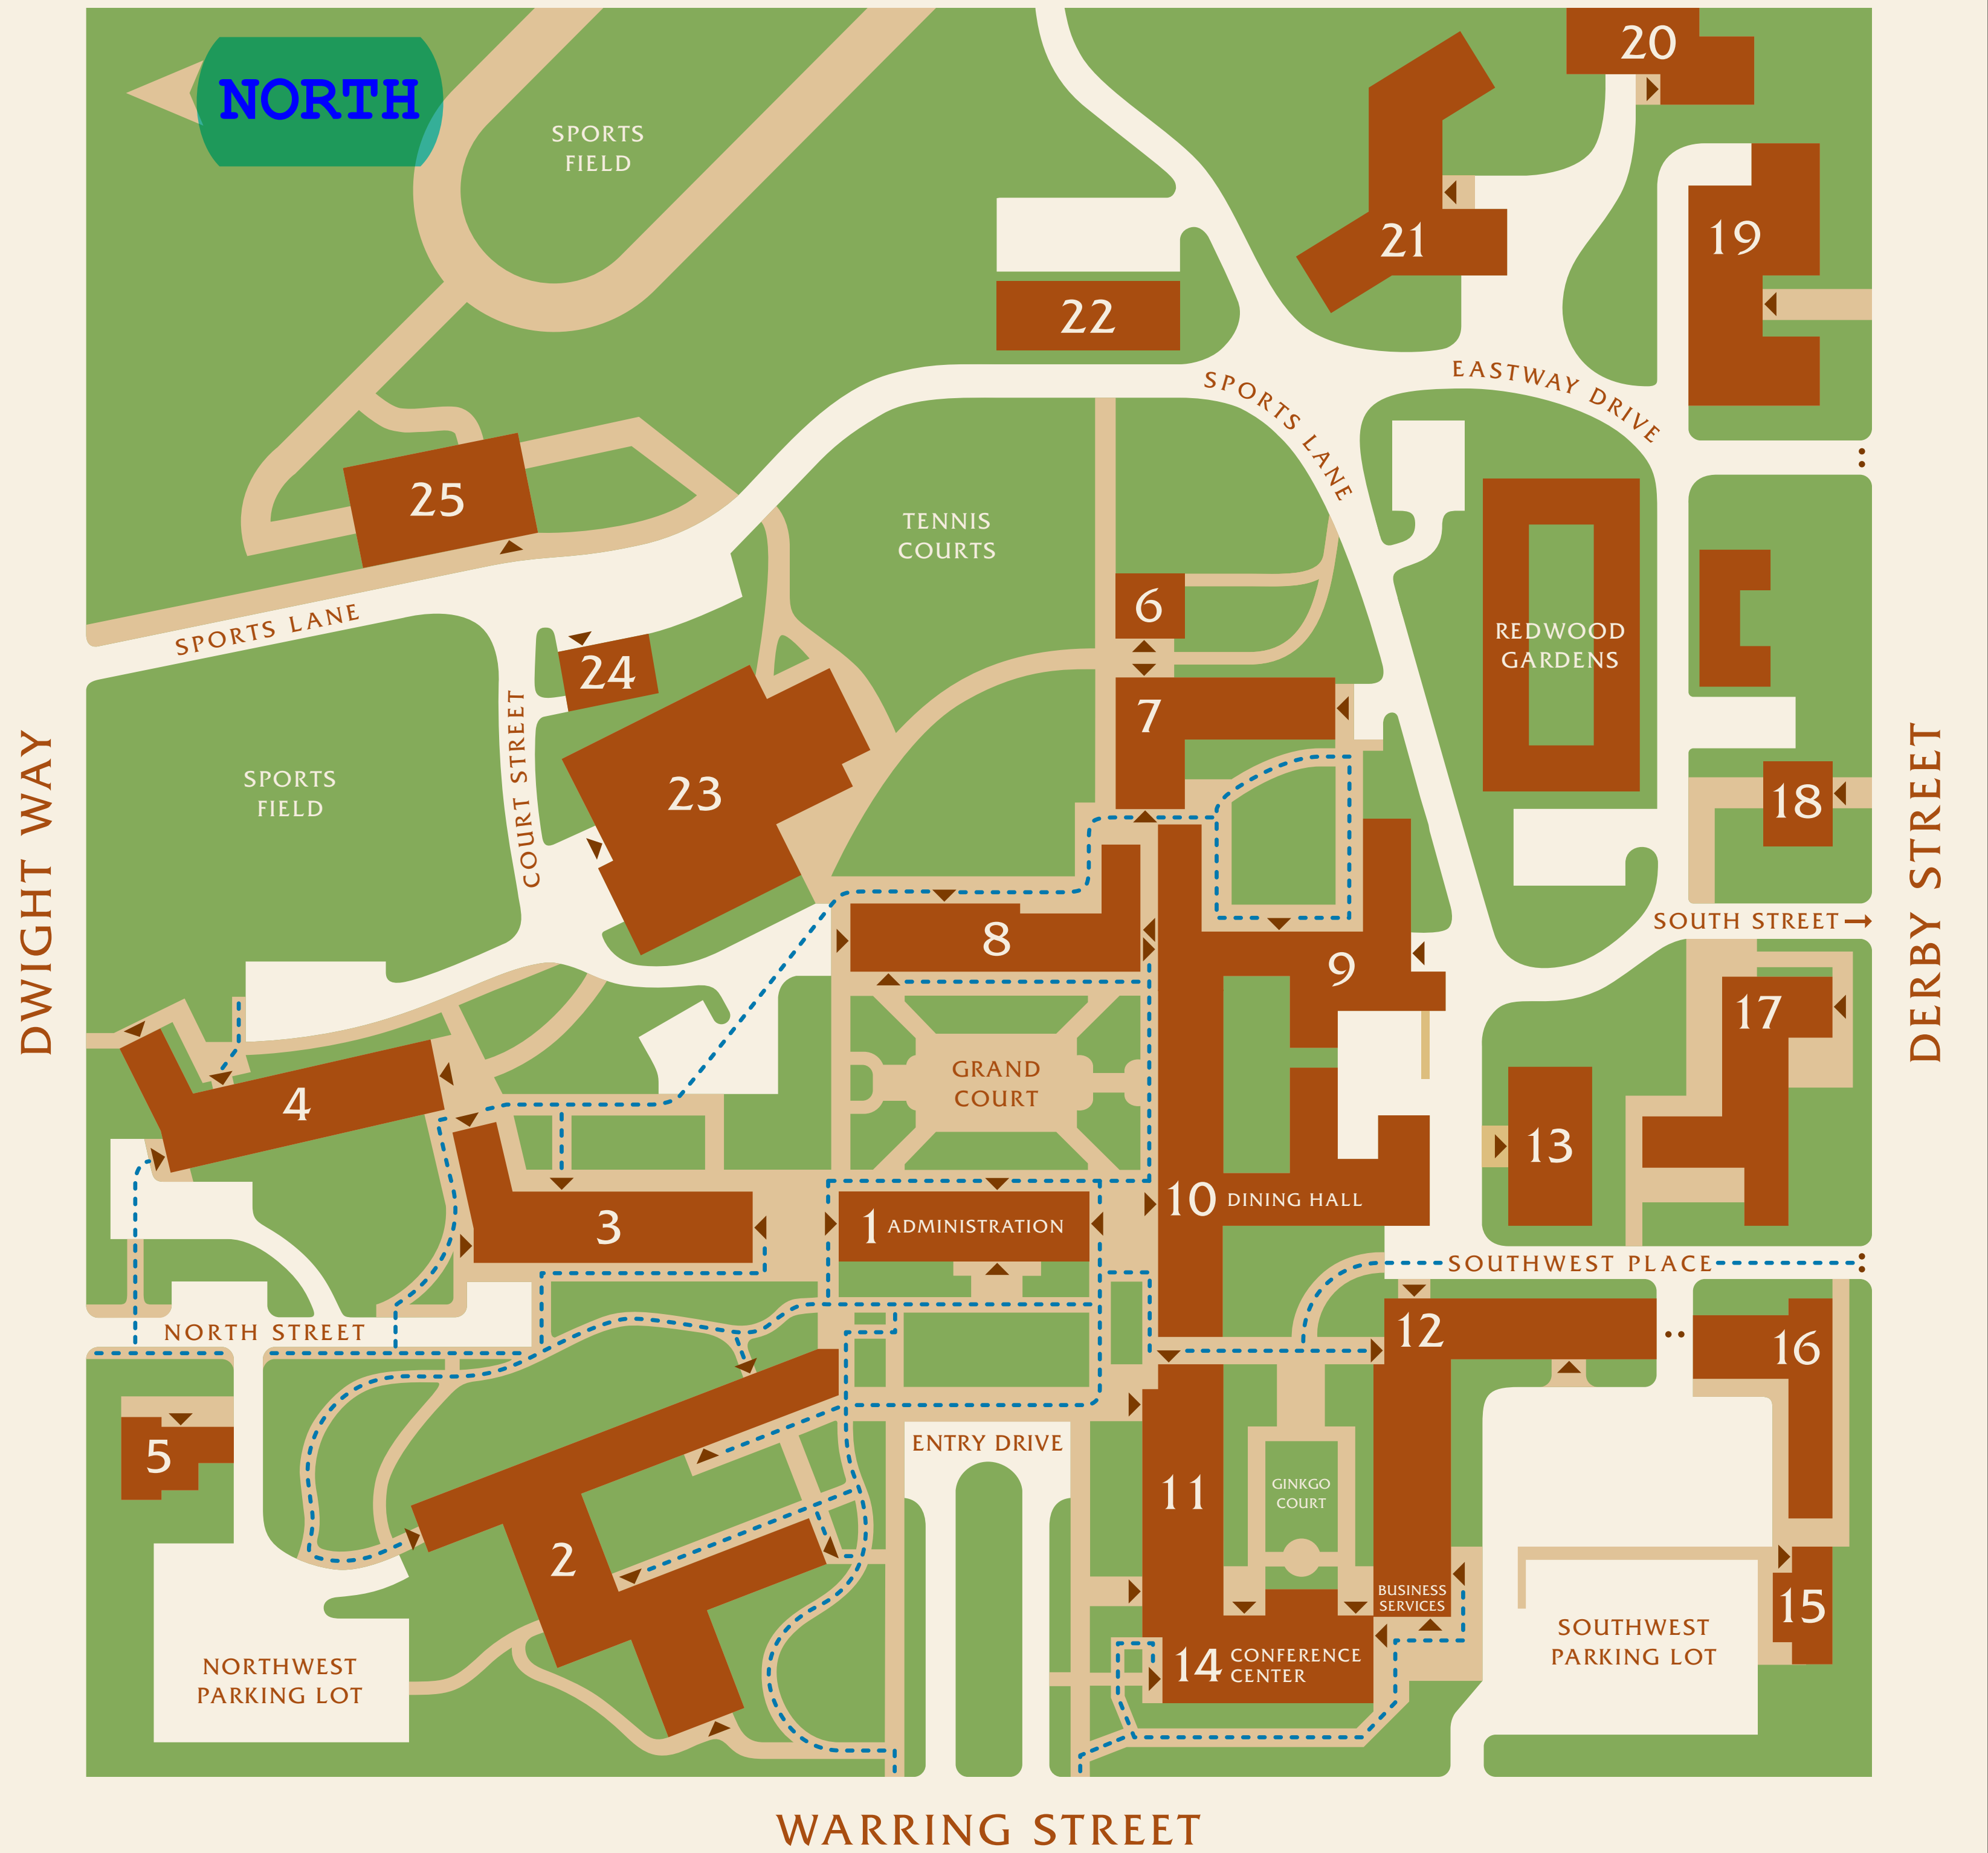 NORTH
20
SPORTS
FIELD
21
19
22
SPORTS LANE
EASTWAY DRIVE
25
TENNIS
COURTS
6
REDWOOD
GARDENS
SPORTS LANE
24
COURT STREET
7
23
SPORTS
FIELD
18
DWIGHT WAY
DERBY STREET
SOUTH STREET→
8
9
17
GRAND
COURT
4
13
10 DINING HALL
3
1 ADMINISTRATION
SOUTHWEST PLACE
NORTH STREET
12
16
5
ENTRY DRIVE
11
GINKGO
COURT
2
BUSINESS
SERVICES
15
SOUTHWEST
PARKING LOT
14 CONFERENCE
CENTER
NORTHWEST
PARKING LOT
WARRING STREET